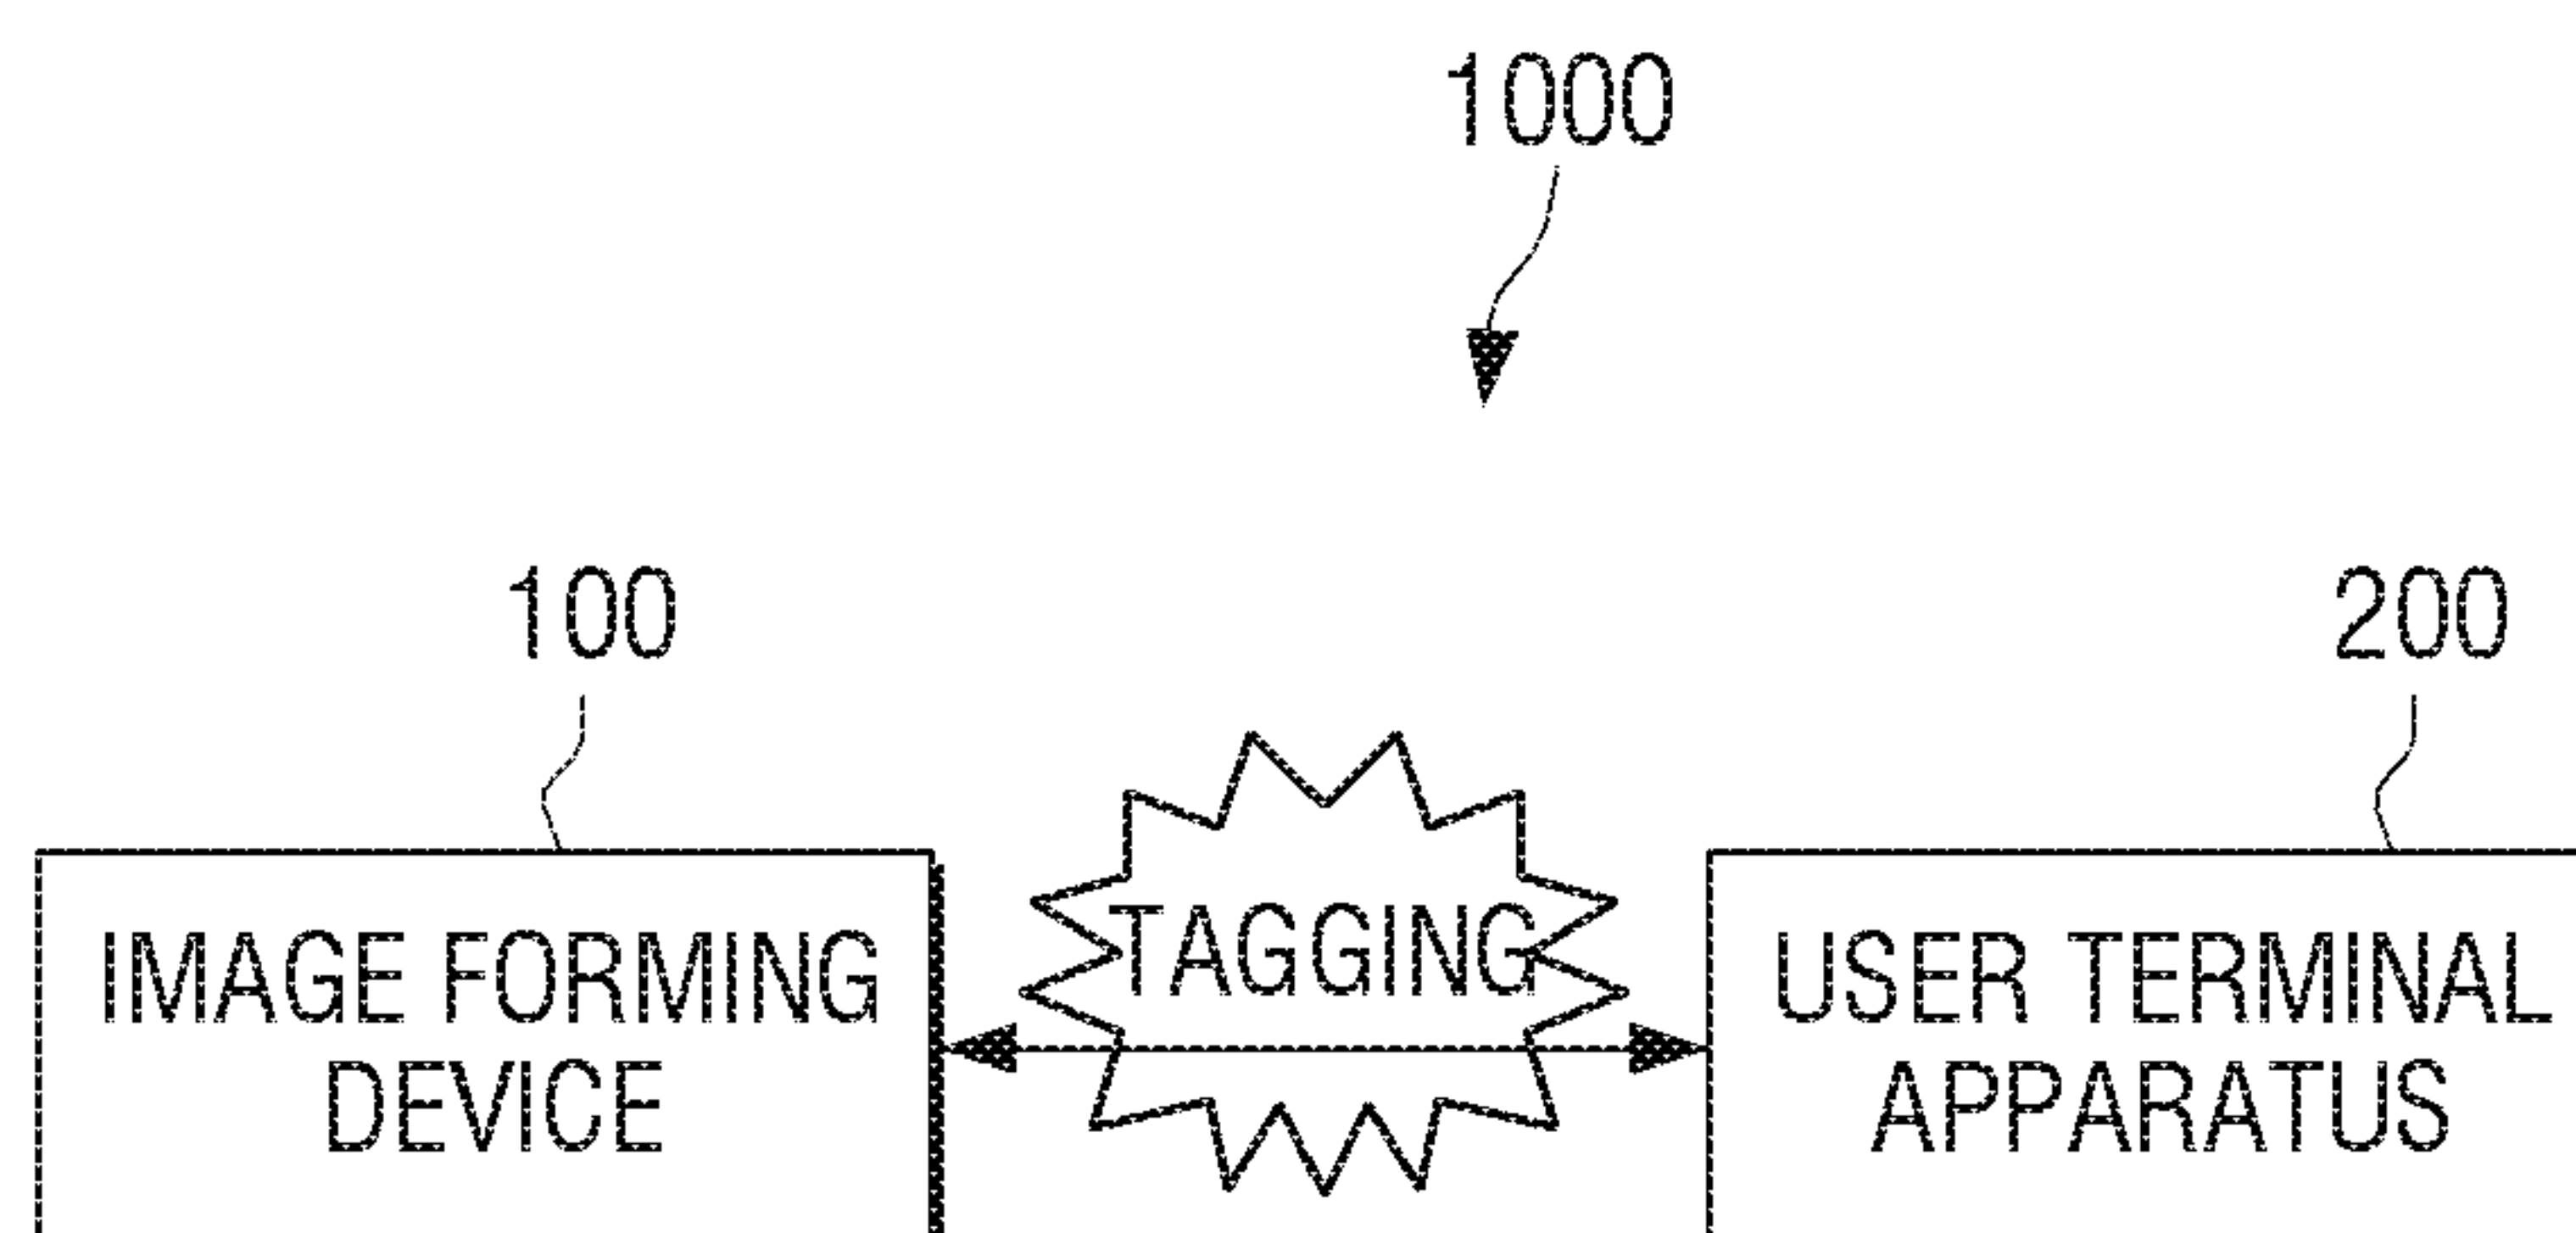 1000
100
200
IMAGE FORMING
DEVICE
TAGGING
USER TERMINAL
APPARATUS